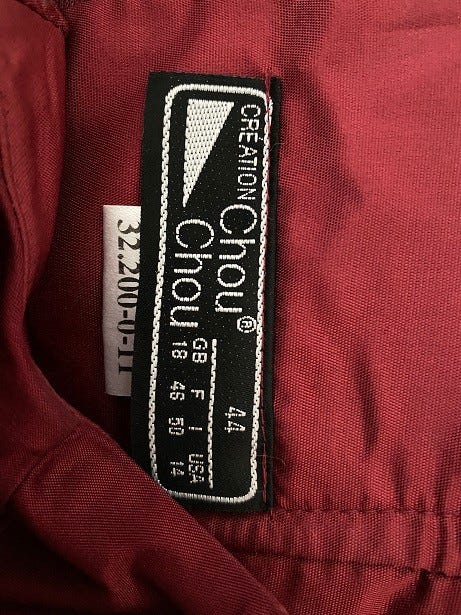 CRÉATION
Chou
Chou®
44
GB F I USA
18 46 50 14
32.200-0-11